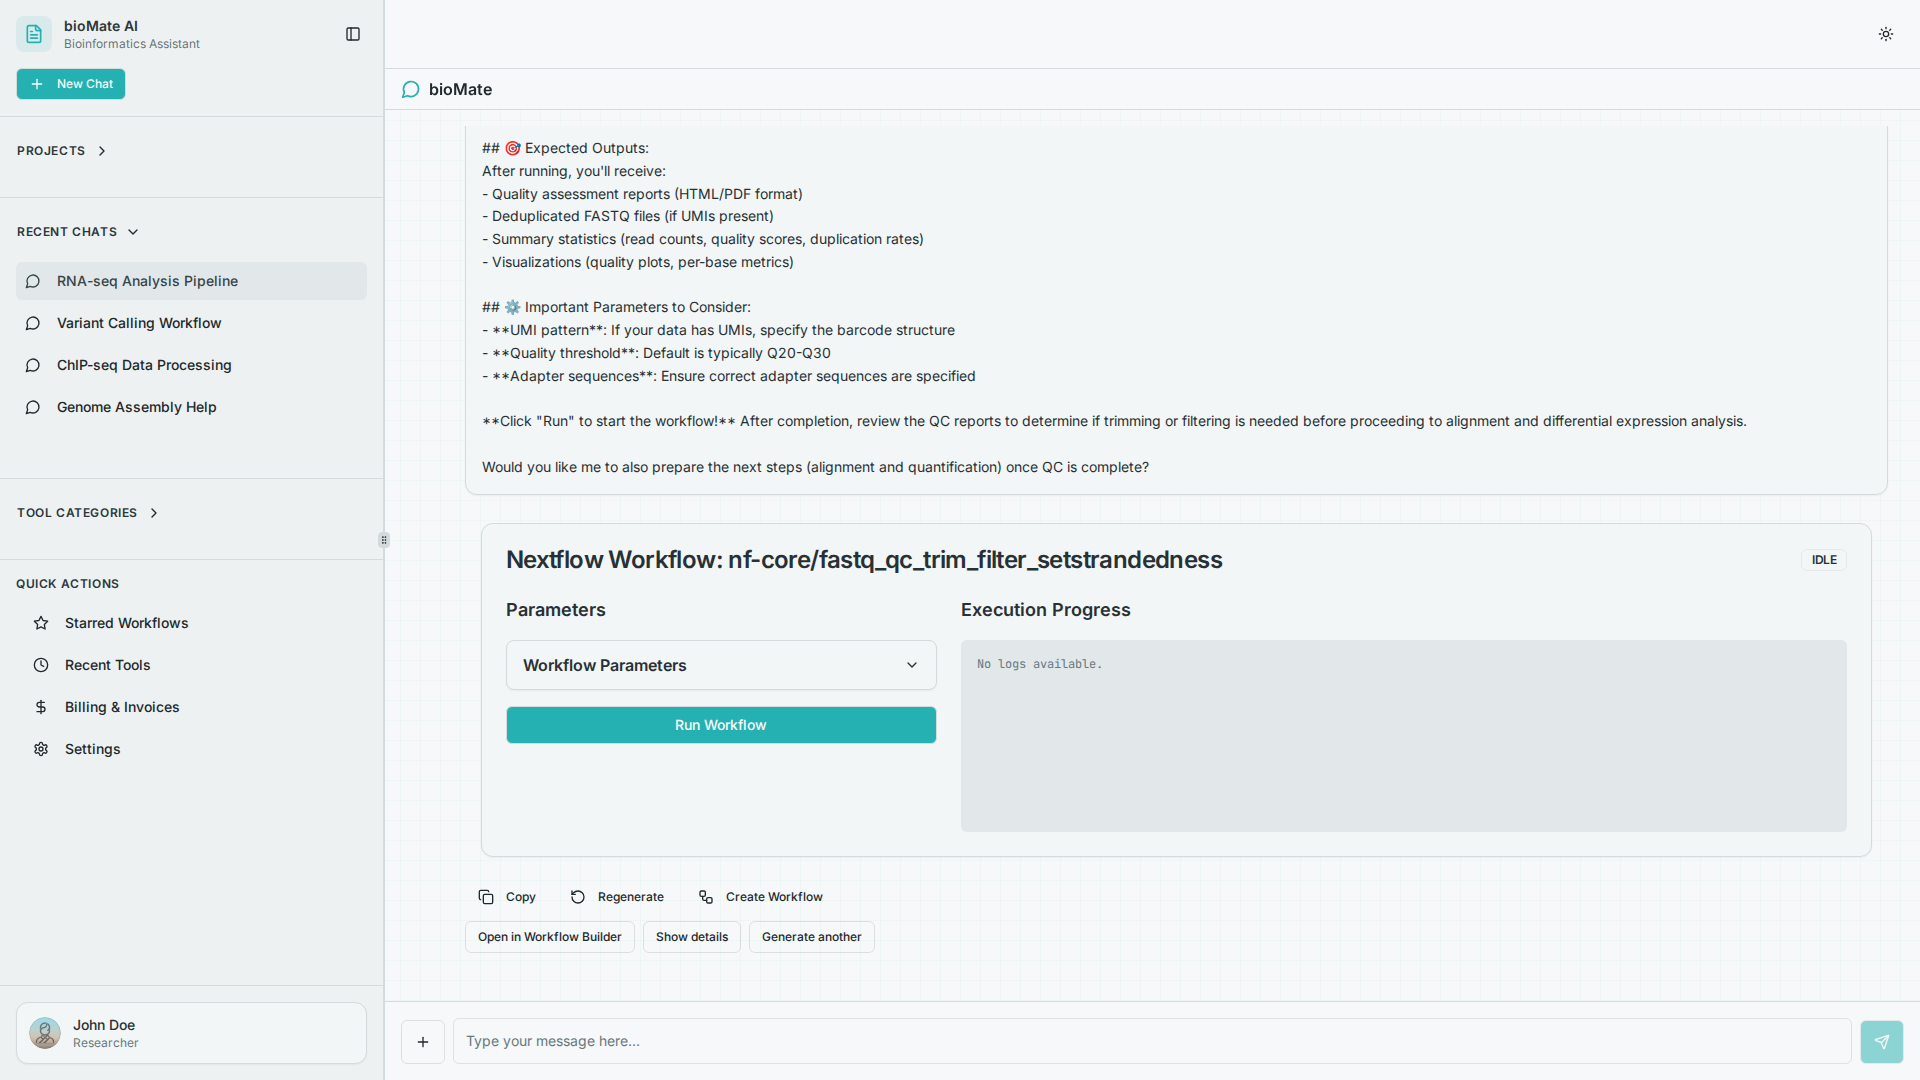 bioMate AI
Bioinformatics Assistant
New Chat
PROJECTS
RECENT CHATS
RNA-seq Analysis Pipeline
Variant Calling Workflow
ChIP-seq Data Processing
Genome Assembly Help
TOOL CATEGORIES
QUICK ACTIONS
Starred Workflows
Recent Tools
Billing & Invoices
Settings
John Doe
Researcher
bioMate
## 🎯 Expected Outputs:
After running, you'll receive:
- Quality assessment reports (HTML/PDF format)
- Deduplicated FASTQ files (if UMIs present)
- Summary statistics (read counts, quality scores, duplication rates)
- Visualizations (quality plots, per-base metrics)
## ⚙️ Important Parameters to Consider:
- **UMI pattern**: If your data has UMIs, specify the barcode structure
- **Quality threshold**: Default is typically Q20-Q30
- **Adapter sequences**: Ensure correct adapter sequences are specified
**Click "Run" to start the workflow!** After completion, review the QC reports to determine if trimming or filtering is needed before proceeding to alignment and differential expression analysis.
Would you like me to also prepare the next steps (alignment and quantification) once QC is complete?
Nextflow Workflow: nf-core/fastq_qc_trim_filter_setstrandedness
IDLE
Parameters
Workflow Parameters
Run Workflow
Execution Progress
No logs available.
Copy Regenerate Create Workflow
Open in Workflow Builder Show details Generate another
Type your message here...